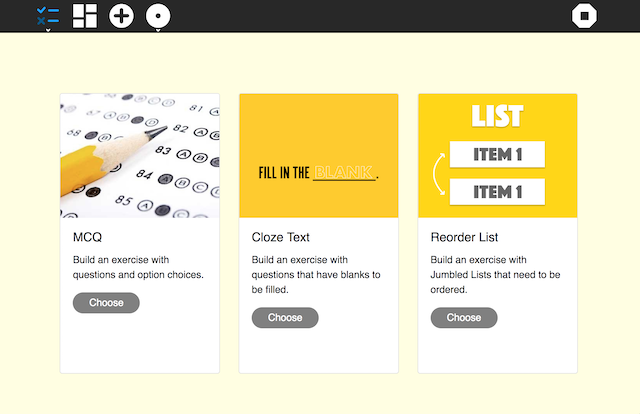 81 A B
82 A B
83 A
84 A
85 A
FILL IN THE BLANK.
LIST
ITEM 1
ITEM 1
MCQ
Build an exercise with
questions and option choices.
Choose
Cloze Text
Build an exercise with
questions that have blanks to
be filled.
Choose
Reorder List
Build an exercise with
Jumbled Lists that need to be
ordered.
Choose